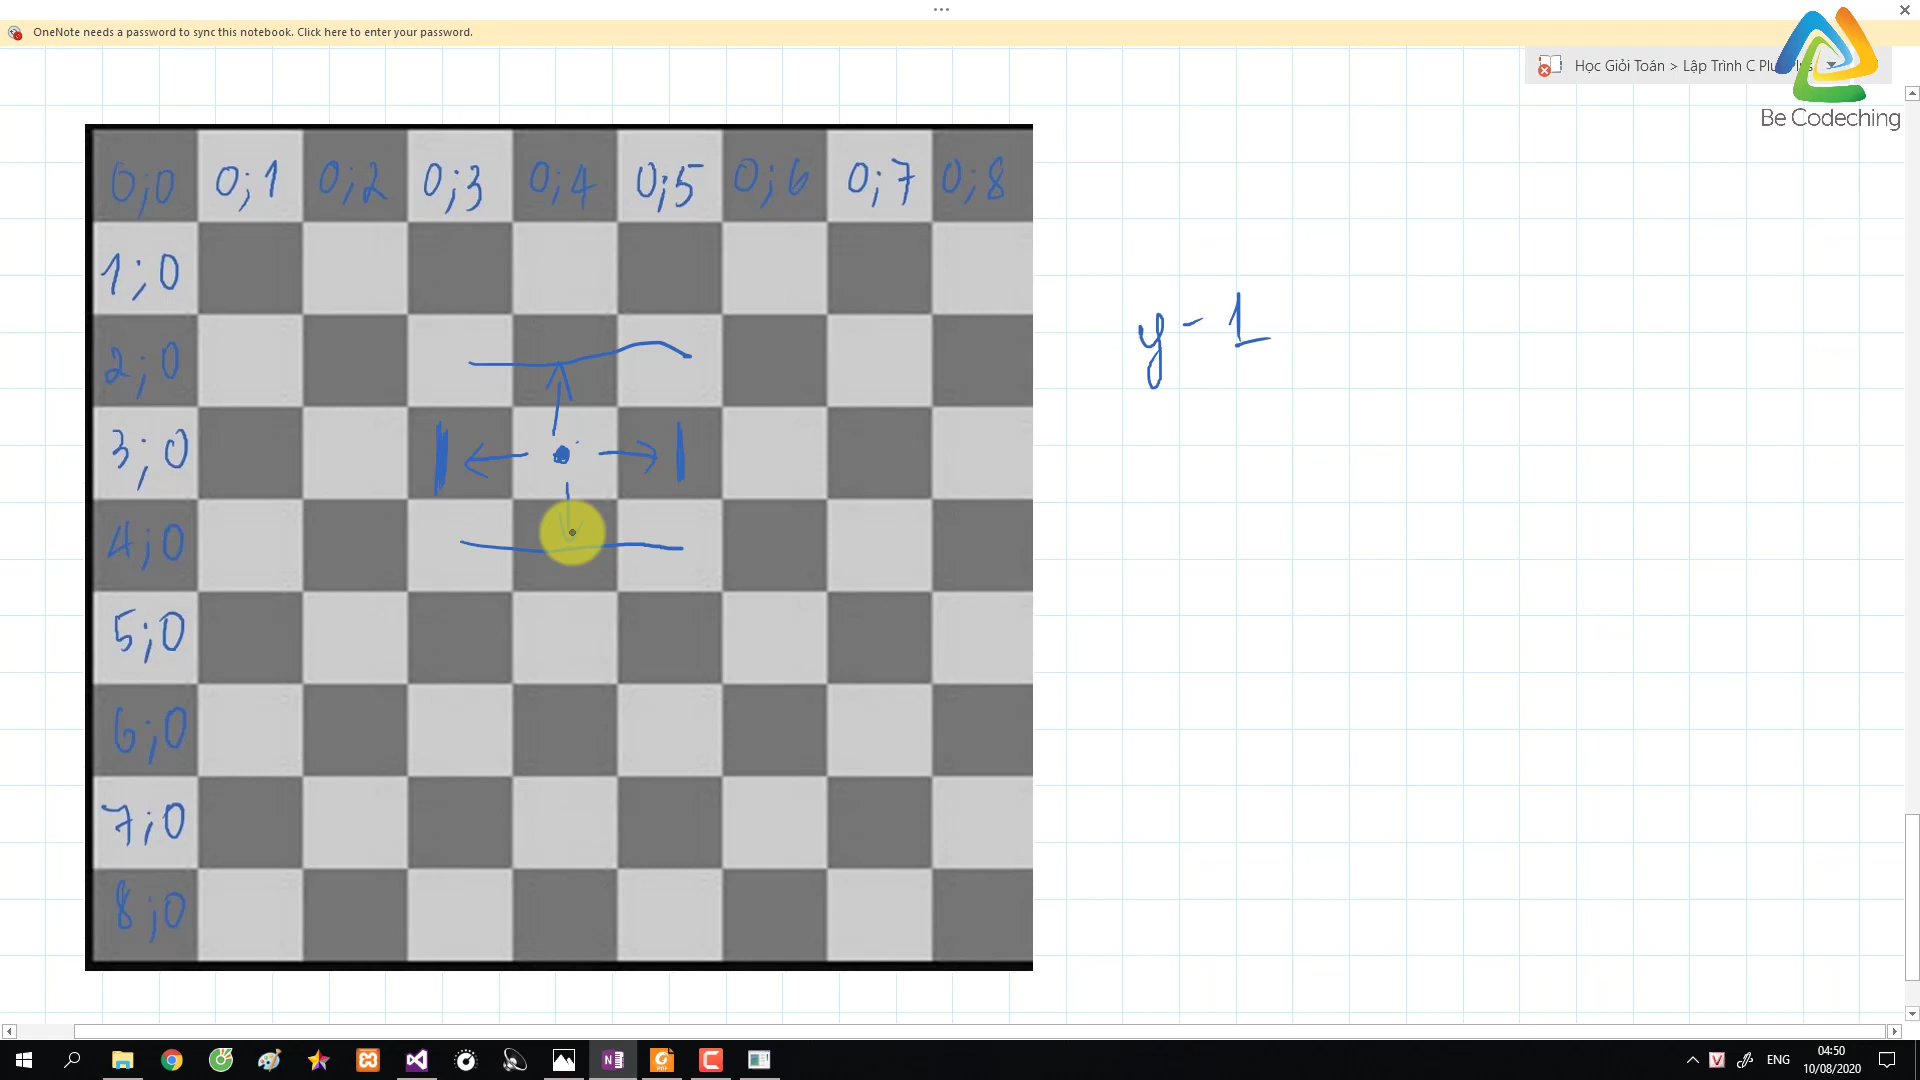 OneNote needs a password to sync this notebook. Click here to enter your password.
Học Giỏi Toán > Lập Trình C Plu
Be Codeching
0;0 0;1 0;2 0;3 0;4 0;5 0;6 0;7 0;8
1;0
2;0
3;0
4;0
5;0
6;0
7;0
8;0
y - 1
ENG
04:50
10/08/2020